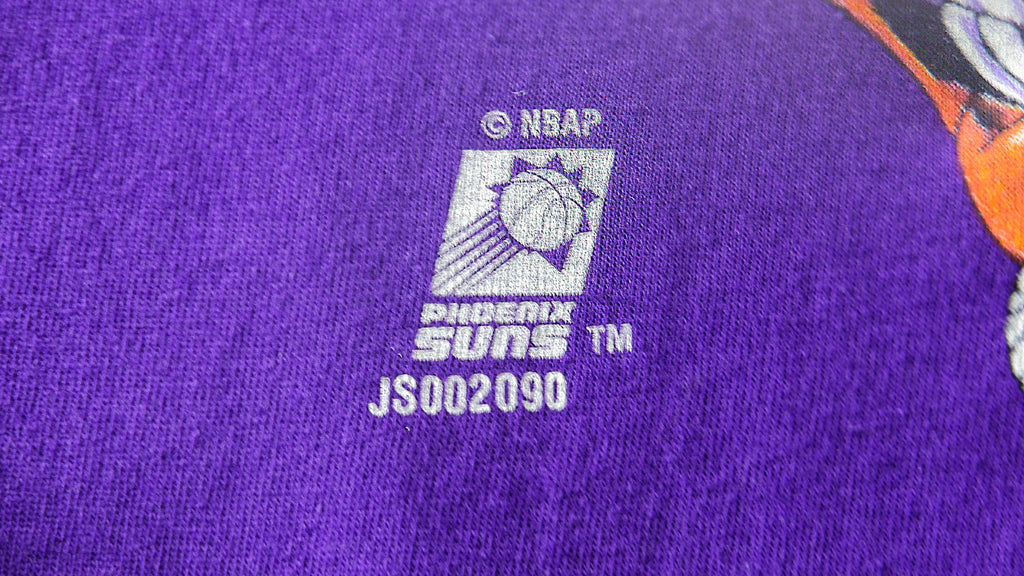 © NBAP
PHOENIX
SUNS TM
JS002090